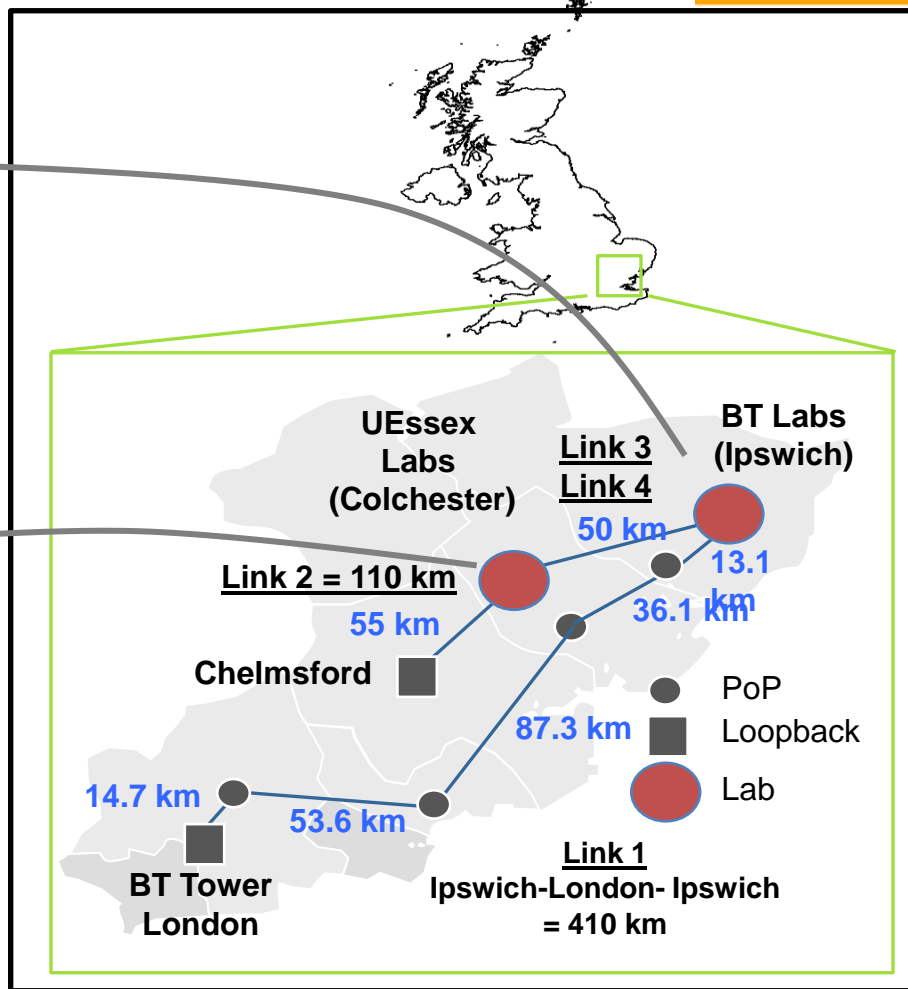 UEssex
Labs
(Colchester)
BT Labs
(Ipswich)
Link 3
Link 4
50 km
13.1
km
36.1 km
Link 2 = 110 km
55 km
Chelmsford
PoP
Loopback
Lab
87.3 km
14.7 km
53.6 km
BT Tower
London
Link 1
Ipswich-London- Ipswich
= 410 km